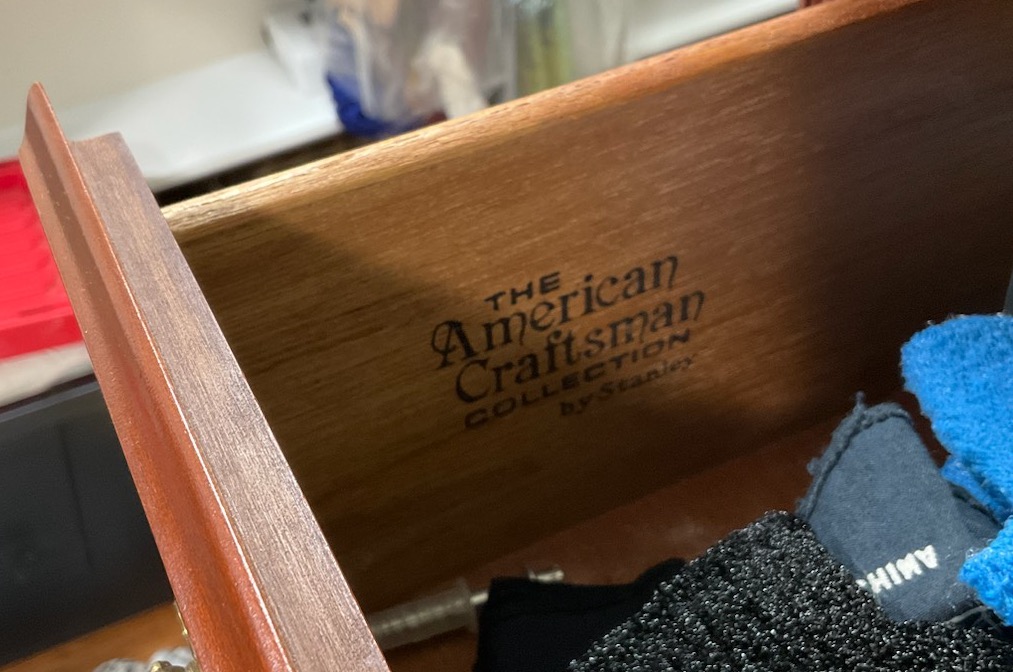 THE
American
Craftsman
COLLECTION
by Stanley